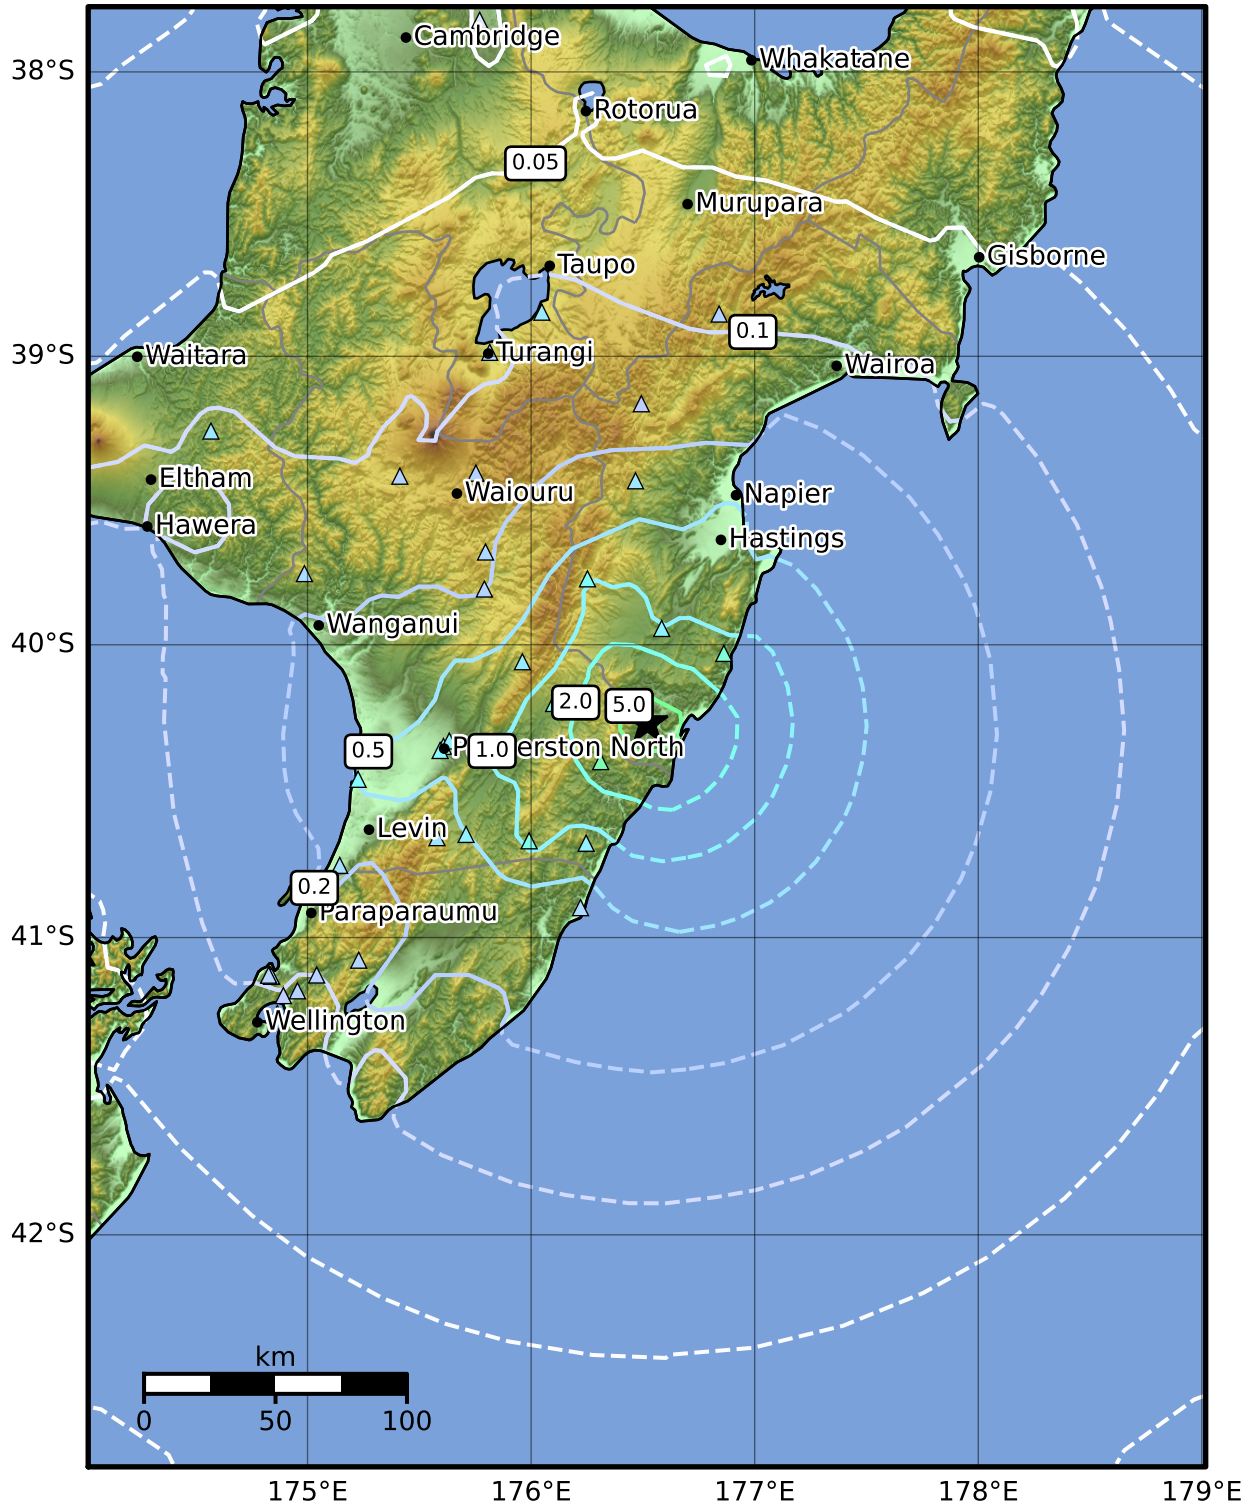 Cambridge
Whakatane
38°S
Rotorua
0.05
Murupara
Gisborne
Taupo
0.1
Waitara
Turangi
39°S
Wairoa
Eltham
Waiouru
Napier
Hawera
Hastings
Wanganui
40°S
2.0
5.0
0.5
1.0
North
Levin
0.2
Paraparaumu
41°S
Wellington
42°S
km
0 50 100
175°E 176°E 177°E 178°E 179°E